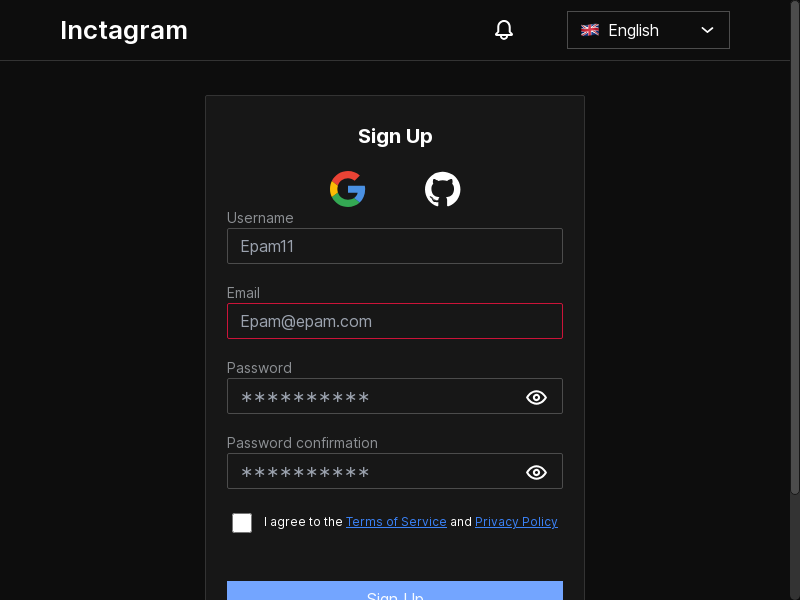 Inctagram
English
Sign Up
Username
Epam11
Email
Epam@epam.com
Password
**********
Password confirmation
**********
I agree to the Terms of Service and Privacy Policy
Sign Up